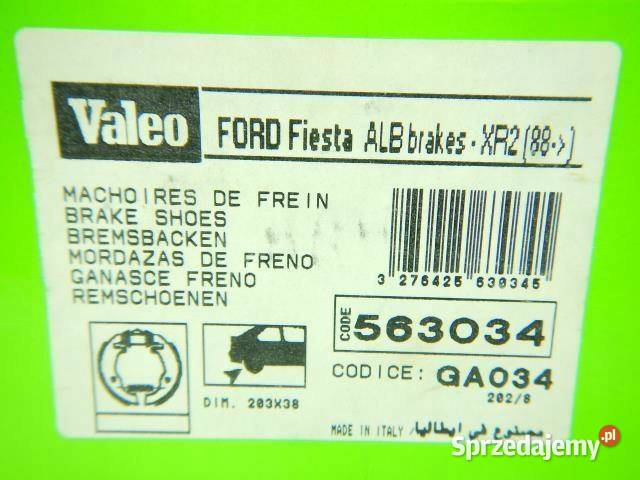 Valeo
FORD Fiesta ALB brakes - XR2 (88->)
MACHOIRES DE FREIN
BRAKE SHOES
BREMSBACKEN
MORDAZAS DE FRENO
GANASCE FRENO
REMSCHOENEN
3 276425 630345
CODE 563034
CODICE: GA034
202/8
DIM. 203X38
MADE IN ITALY / مصنوع في ايطاليا
Sprzedajemy.pl